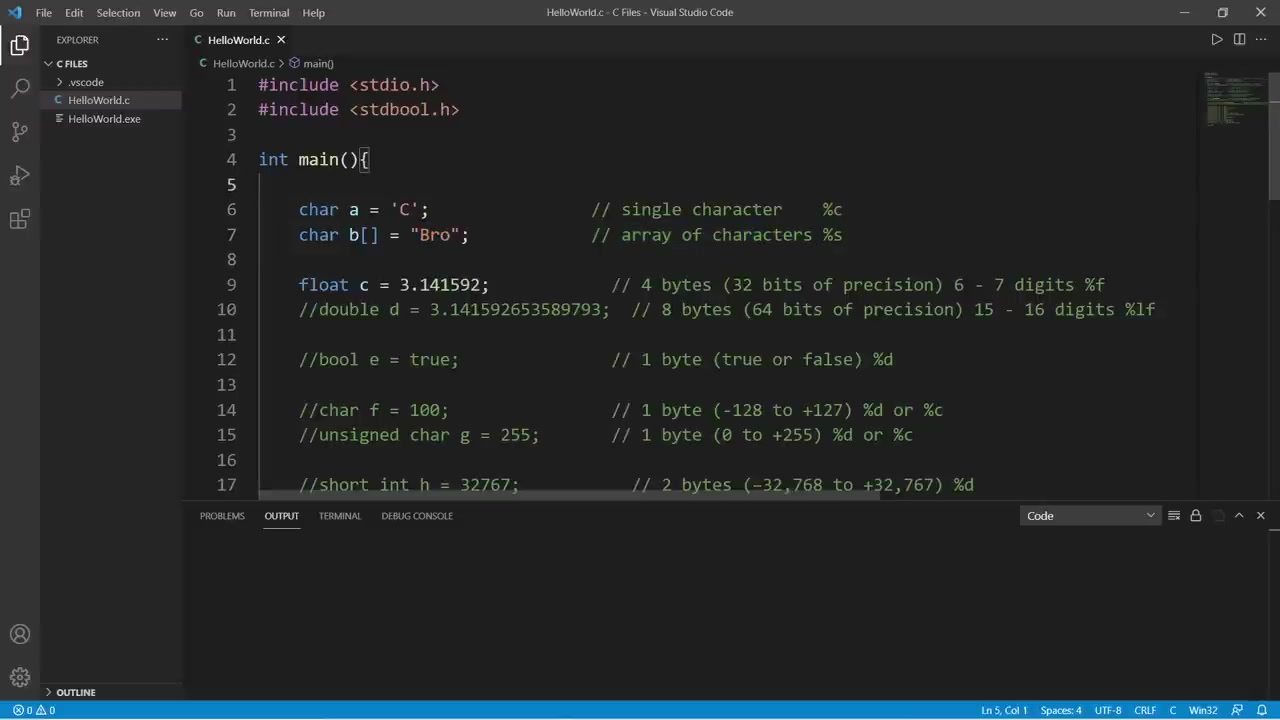 File Edit Selection View Go Run Terminal Help HelloWorld.c - C Files - Visual Studio Code
EXPLORER
C FILES
.vscode
C HelloWorld.c
HelloWorld.exe
OUTLINE
C HelloWorld.c
C HelloWorld.c > main()
1 #include <stdio.h>
2 #include <stdbool.h>
3
4 int main(){
5
6 char a = 'C'; // single character %c
7 char b[] = "Bro"; // array of characters %s
8
9 float c = 3.141592; // 4 bytes (32 bits of precision) 6 - 7 digits %f
10 //double d = 3.141592653589793; // 8 bytes (64 bits of precision) 15 - 16 digits %lf
11
12 //bool e = true; // 1 byte (true or false) %d
13
14 //char f = 100; // 1 byte (-128 to +127) %d or %c
15 //unsigned char g = 255; // 1 byte (0 to +255) %d or %c
16
17 //short int h = 32767; // 2 bytes (−32,768 to +32,767) %d
PROBLEMS OUTPUT TERMINAL DEBUG CONSOLE Code
0 0 Ln 5, Col 1 Spaces: 4 UTF-8 CRLF C Win32